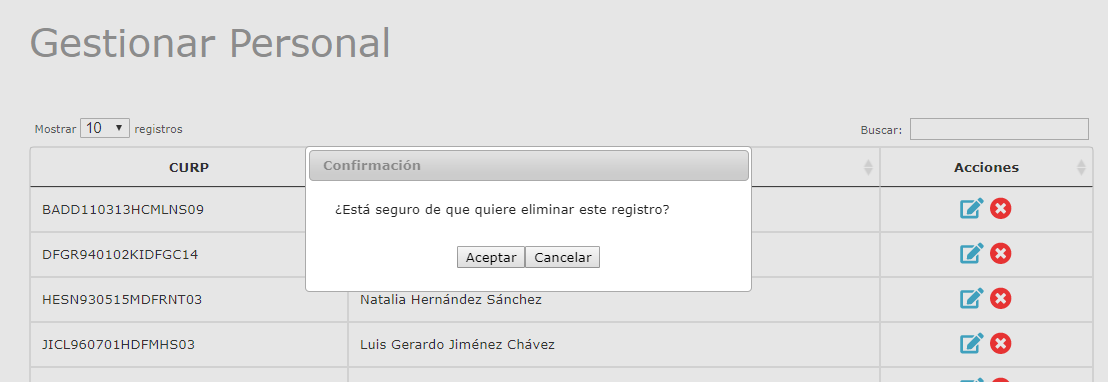 Gestionar Personal
Mostrar 10 registros
Buscar:
CURP
Acciones
Confirmación
¿Está seguro de que quiere eliminar este registro?
Aceptar Cancelar
BADD110313HCMLNS09
DFGR940102KIDFGC14
HESN930515MDFRNT03 Natalia Hernández Sánchez
JICL960701HDFMHS03 Luis Gerardo Jiménez Chávez